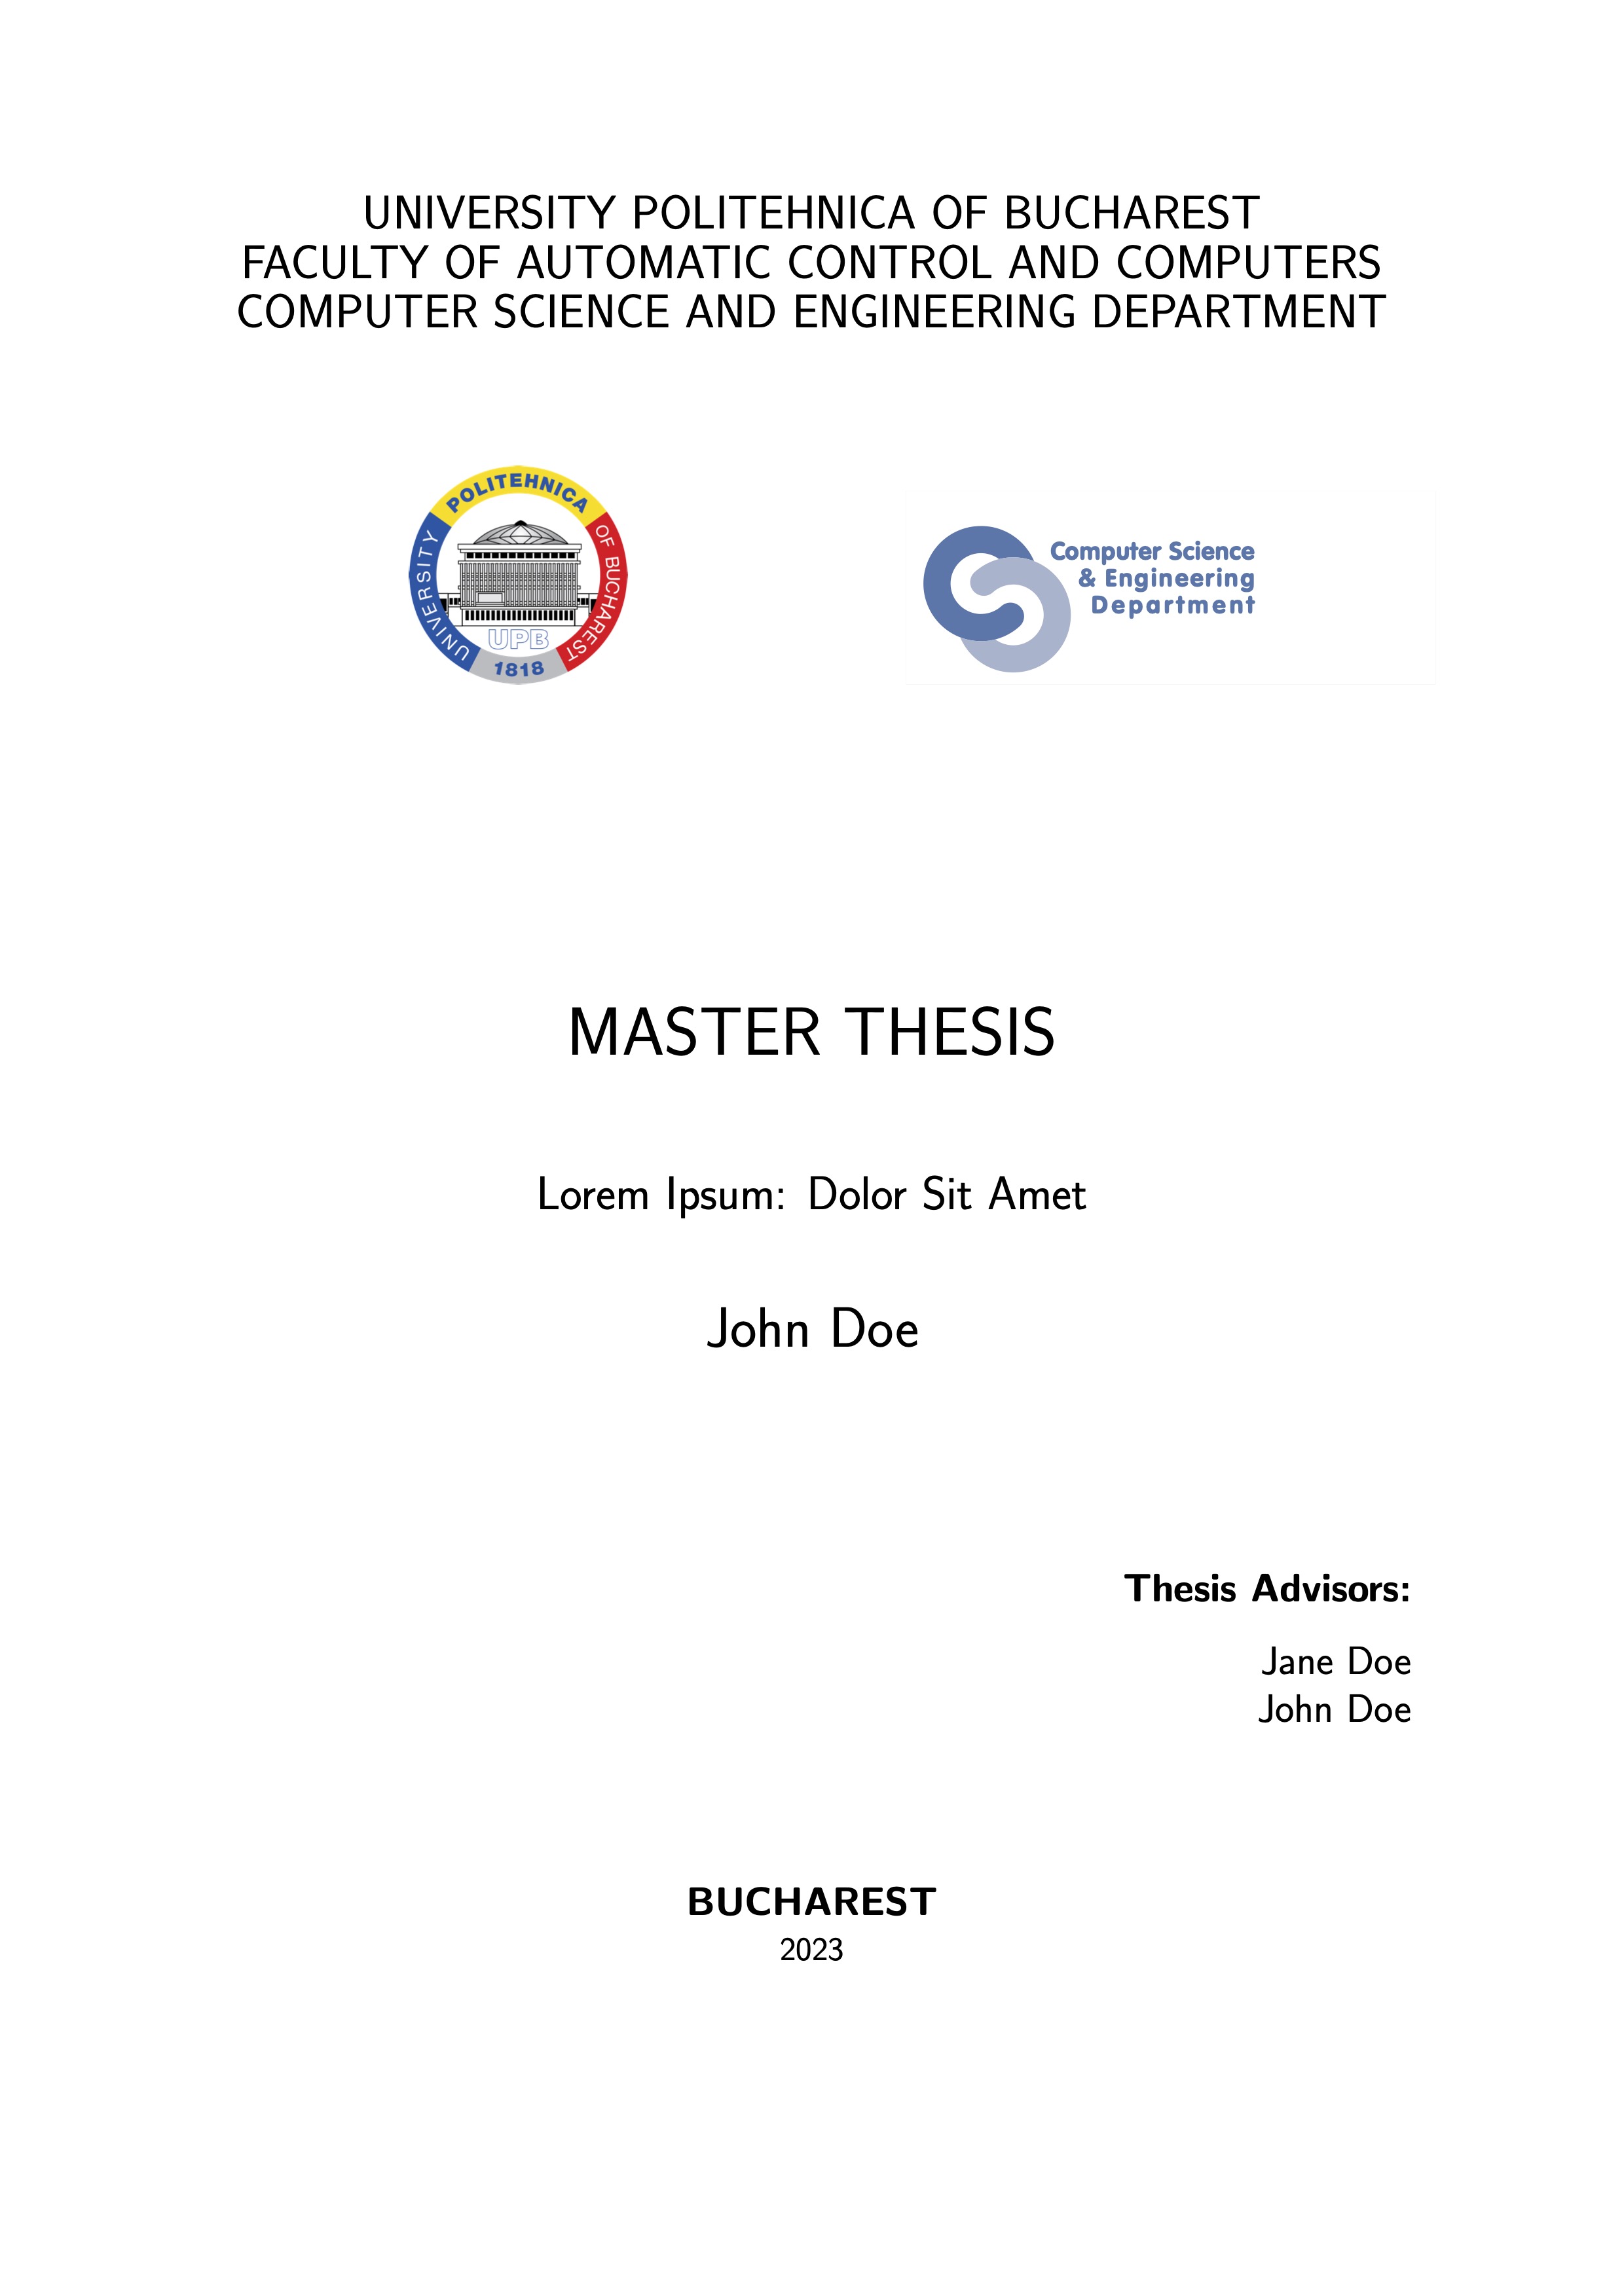 UNIVERSITY POLITEHNICA OF BUCHAREST
FACULTY OF AUTOMATIC CONTROL AND COMPUTERS
COMPUTER SCIENCE AND ENGINEERING DEPARTMENT
UNIVERSITY POLITEHNICA OF BUCHAREST
UPB
1818
Computer Science
& Engineering
Department
MASTER THESIS
Lorem Ipsum: Dolor Sit Amet
John Doe
Thesis Advisors:
Jane Doe
John Doe
BUCHAREST
2023